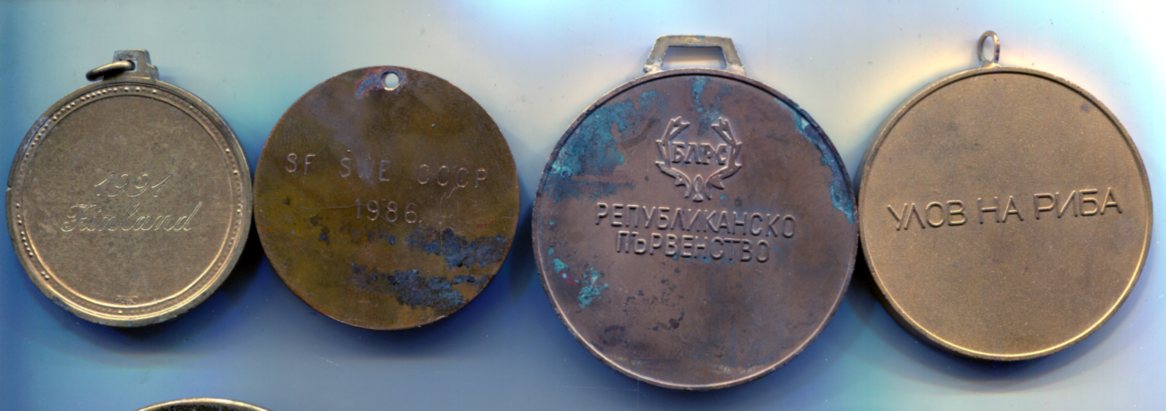 1991
Finland
SF SWE CCCP
1986
БЛРС
РЕПУБЛИКАНСКО
ПЪРВЕНСТВО
УЛОВ НА РИБА